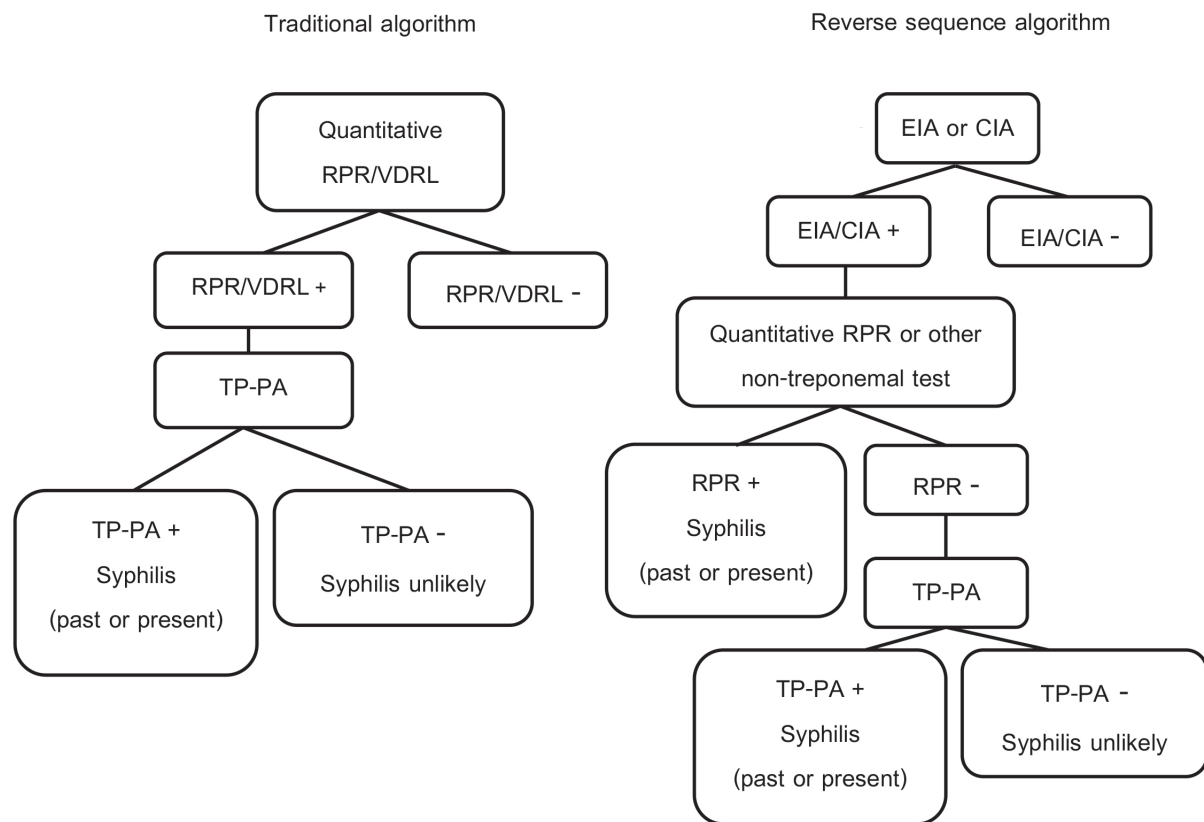 Traditional algorithm
Quantitative
RPR/VDRL
RPR/VDRL +
RPR/VDRL -
TP-PA
TP-PA +
Syphilis
(past or present)
TP-PA -
Syphilis unlikely
Reverse sequence algorithm
EIA or CIA
EIA/CIA +
EIA/CIA -
Quantitative RPR or other
non-treponemal test
RPR +
Syphilis
(past or present)
RPR -
TP-PA
TP-PA +
Syphilis
(past or present)
TP-PA -
Syphilis unlikely